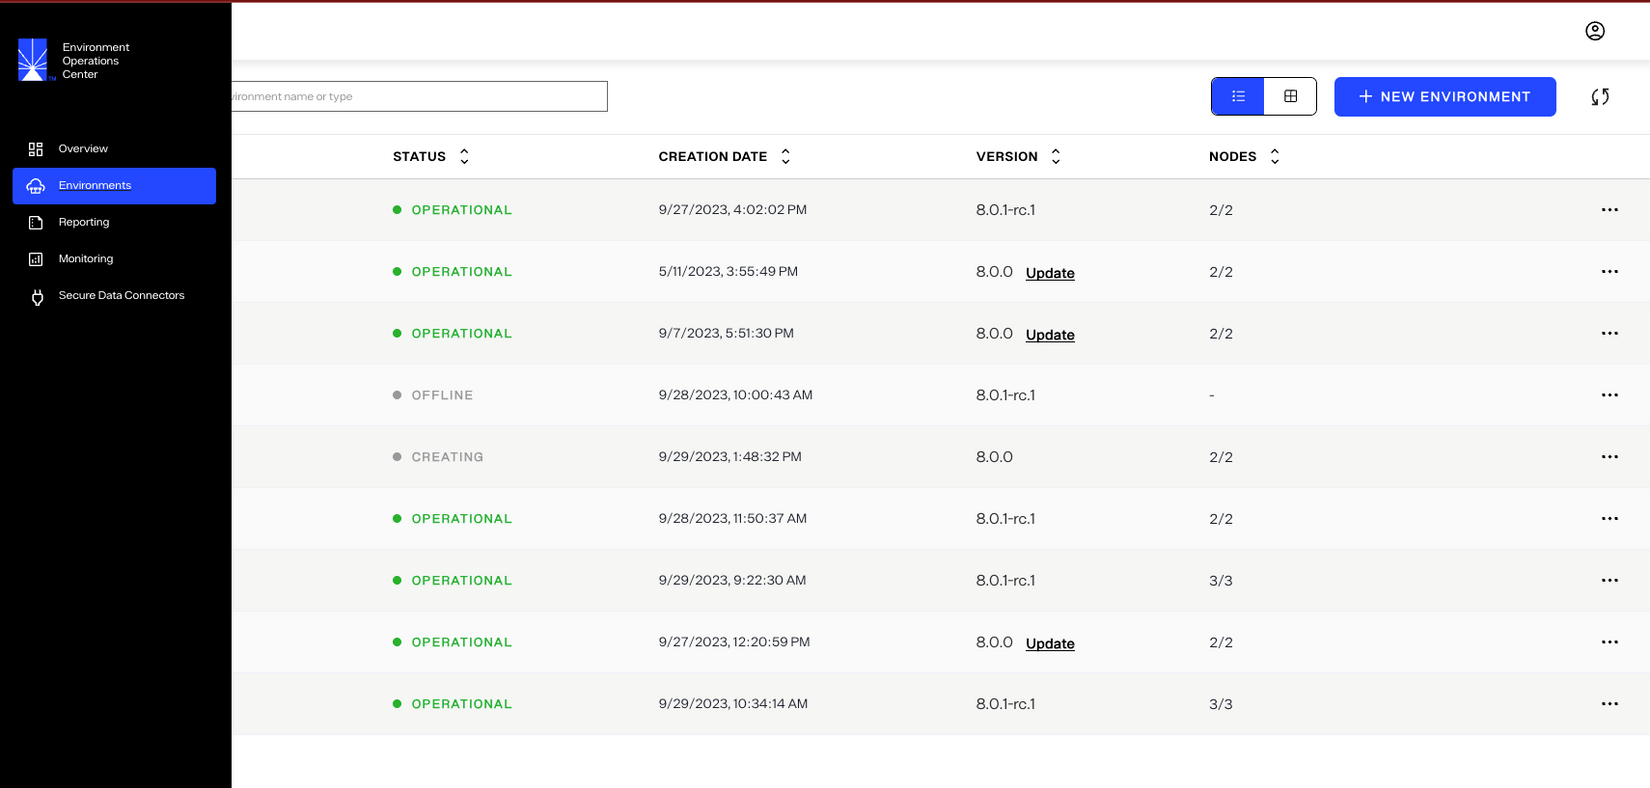 Environment
Operations
Center
TM
Overview
Environments
Reporting
Monitoring
Secure Data Connectors
name or type
NEW ENVIRONMENT
STATUS CREATION DATE VERSION NODES
OPERATIONAL 9/27/2023, 4:02:02 PM 8.0.1-rc.1 2/2
OPERATIONAL 5/11/2023, 3:55:49 PM 8.0.0 Update 2/2
OPERATIONAL 9/7/2023, 5:51:30 PM 8.0.0 Update 2/2
OFFLINE 9/28/2023, 10:00:43 AM 8.0.1-rc.1 -
CREATING 9/29/2023, 1:48:32 PM 8.0.0 2/2
OPERATIONAL 9/28/2023, 11:50:37 AM 8.0.1-rc.1 2/2
OPERATIONAL 9/29/2023, 9:22:30 AM 8.0.1-rc.1 3/3
OPERATIONAL 9/27/2023, 12:20:59 PM 8.0.0 Update 2/2
OPERATIONAL 9/29/2023, 10:34:14 AM 8.0.1-rc.1 3/3